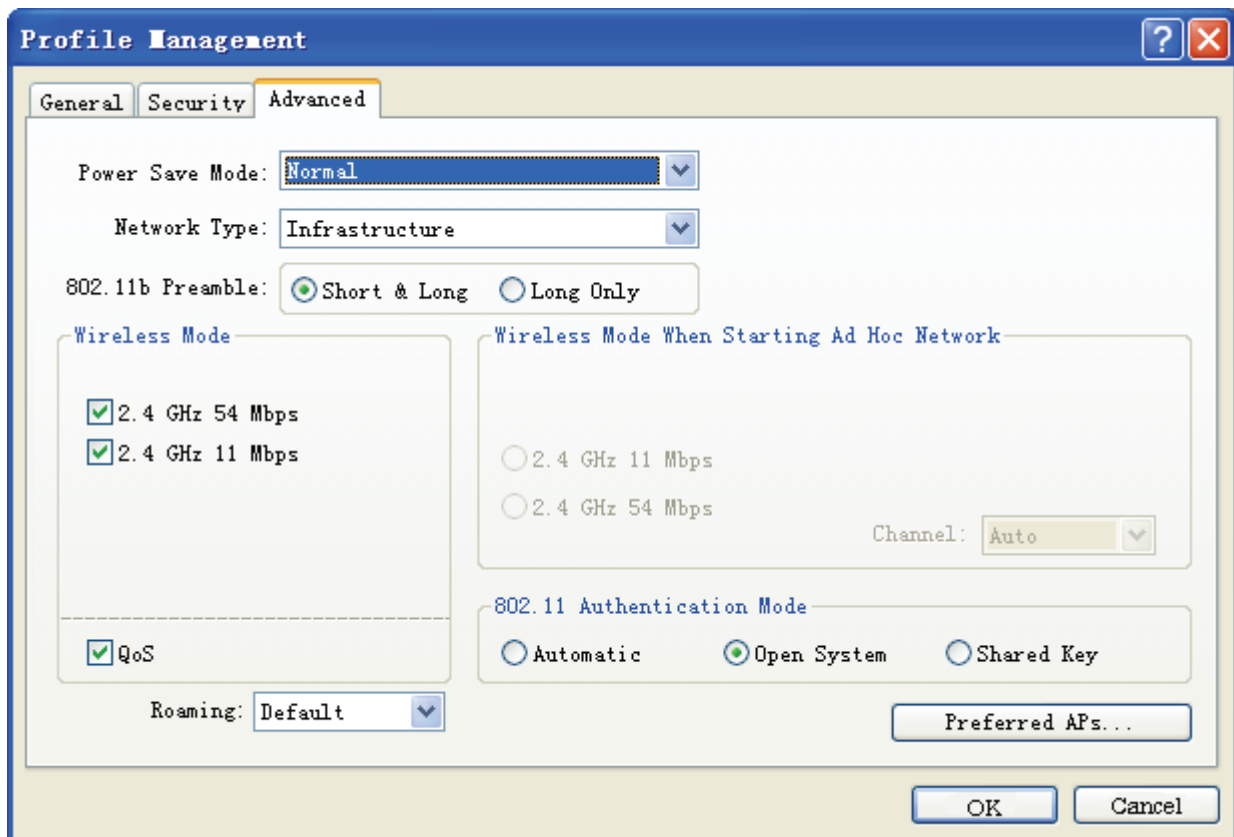 Profile Management
General Security Advanced
Power Save Mode: Normal
Network Type: Infrastructure
802.11b Preamble: Short & Long Long Only
Wireless Mode
2.4 GHz 54 Mbps
2.4 GHz 11 Mbps
QoS
Roaming: Default
Wireless Mode When Starting Ad Hoc Network
2.4 GHz 11 Mbps
2.4 GHz 54 Mbps
Channel: Auto
802.11 Authentication Mode
Automatic Open System Shared Key
Preferred APs...
OK Cancel